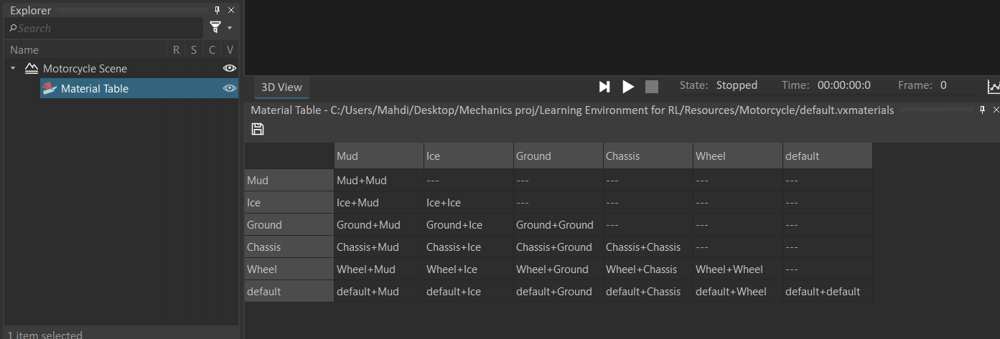 Explorer
Search
Name R S C V
Motorcycle Scene
Material Table
1 item selected
3D View State: Stopped Time: 00:00:00:0 Frame: 0
Material Table - C:/Users/Mahdi/Desktop/Mechanics proj/Learning Environment for RL/Resources/Motorcycle/default.vxmaterials
Mud Ice Ground Chassis Wheel default
Mud Mud+Mud --- --- --- --- ---
Ice Ice+Mud Ice+Ice --- --- --- ---
Ground Ground+Mud Ground+Ice Ground+Ground --- --- ---
Chassis Chassis+Mud Chassis+Ice Chassis+Ground Chassis+Chassis --- ---
Wheel Wheel+Mud Wheel+Ice Wheel+Ground Wheel+Chassis Wheel+Wheel ---
default default+Mud default+Ice default+Ground default+Chassis default+Wheel default+default